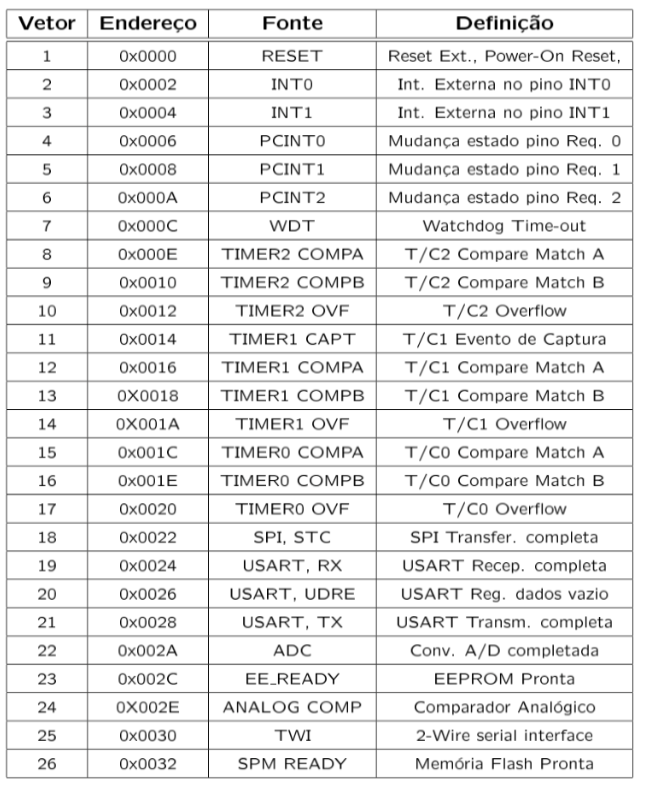 Vetor Endereço Fonte Definição
1 0x0000 RESET Reset Ext., Power-On Reset,
2 0x0002 INT0 Int. Externa no pino INT0
3 0x0004 INT1 Int. Externa no pino INT1
4 0x0006 PCINT0 Mudança estado pino Req. 0
5 0x0008 PCINT1 Mudança estado pino Req. 1
6 0x000A PCINT2 Mudança estado pino Req. 2
7 0x000C WDT Watchdog Time-out
8 0x000E TIMER2 COMPA T/C2 Compare Match A
9 0x0010 TIMER2 COMPB T/C2 Compare Match B
10 0x0012 TIMER2 OVF T/C2 Overflow
11 0x0014 TIMER1 CAPT T/C1 Evento de Captura
12 0x0016 TIMER1 COMPA T/C1 Compare Match A
13 0X0018 TIMER1 COMPB T/C1 Compare Match B
14 0X001A TIMER1 OVF T/C1 Overflow
15 0x001C TIMER0 COMPA T/C0 Compare Match A
16 0x001E TIMER0 COMPB T/C0 Compare Match B
17 0x0020 TIMER0 OVF T/C0 Overflow
18 0x0022 SPI, STC SPI Transfer. completa
19 0x0024 USART, RX USART Recep. completa
20 0x0026 USART, UDRE USART Reg. dados vazio
21 0x0028 USART, TX USART Transm. completa
22 0x002A ADC Conv. A/D completada
23 0x002C EE_READY EEPROM Pronta
24 0X002E ANALOG COMP Comparador Analógico
25 0x0030 TWI 2-Wire serial interface
26 0x0032 SPM READY Memória Flash Pronta